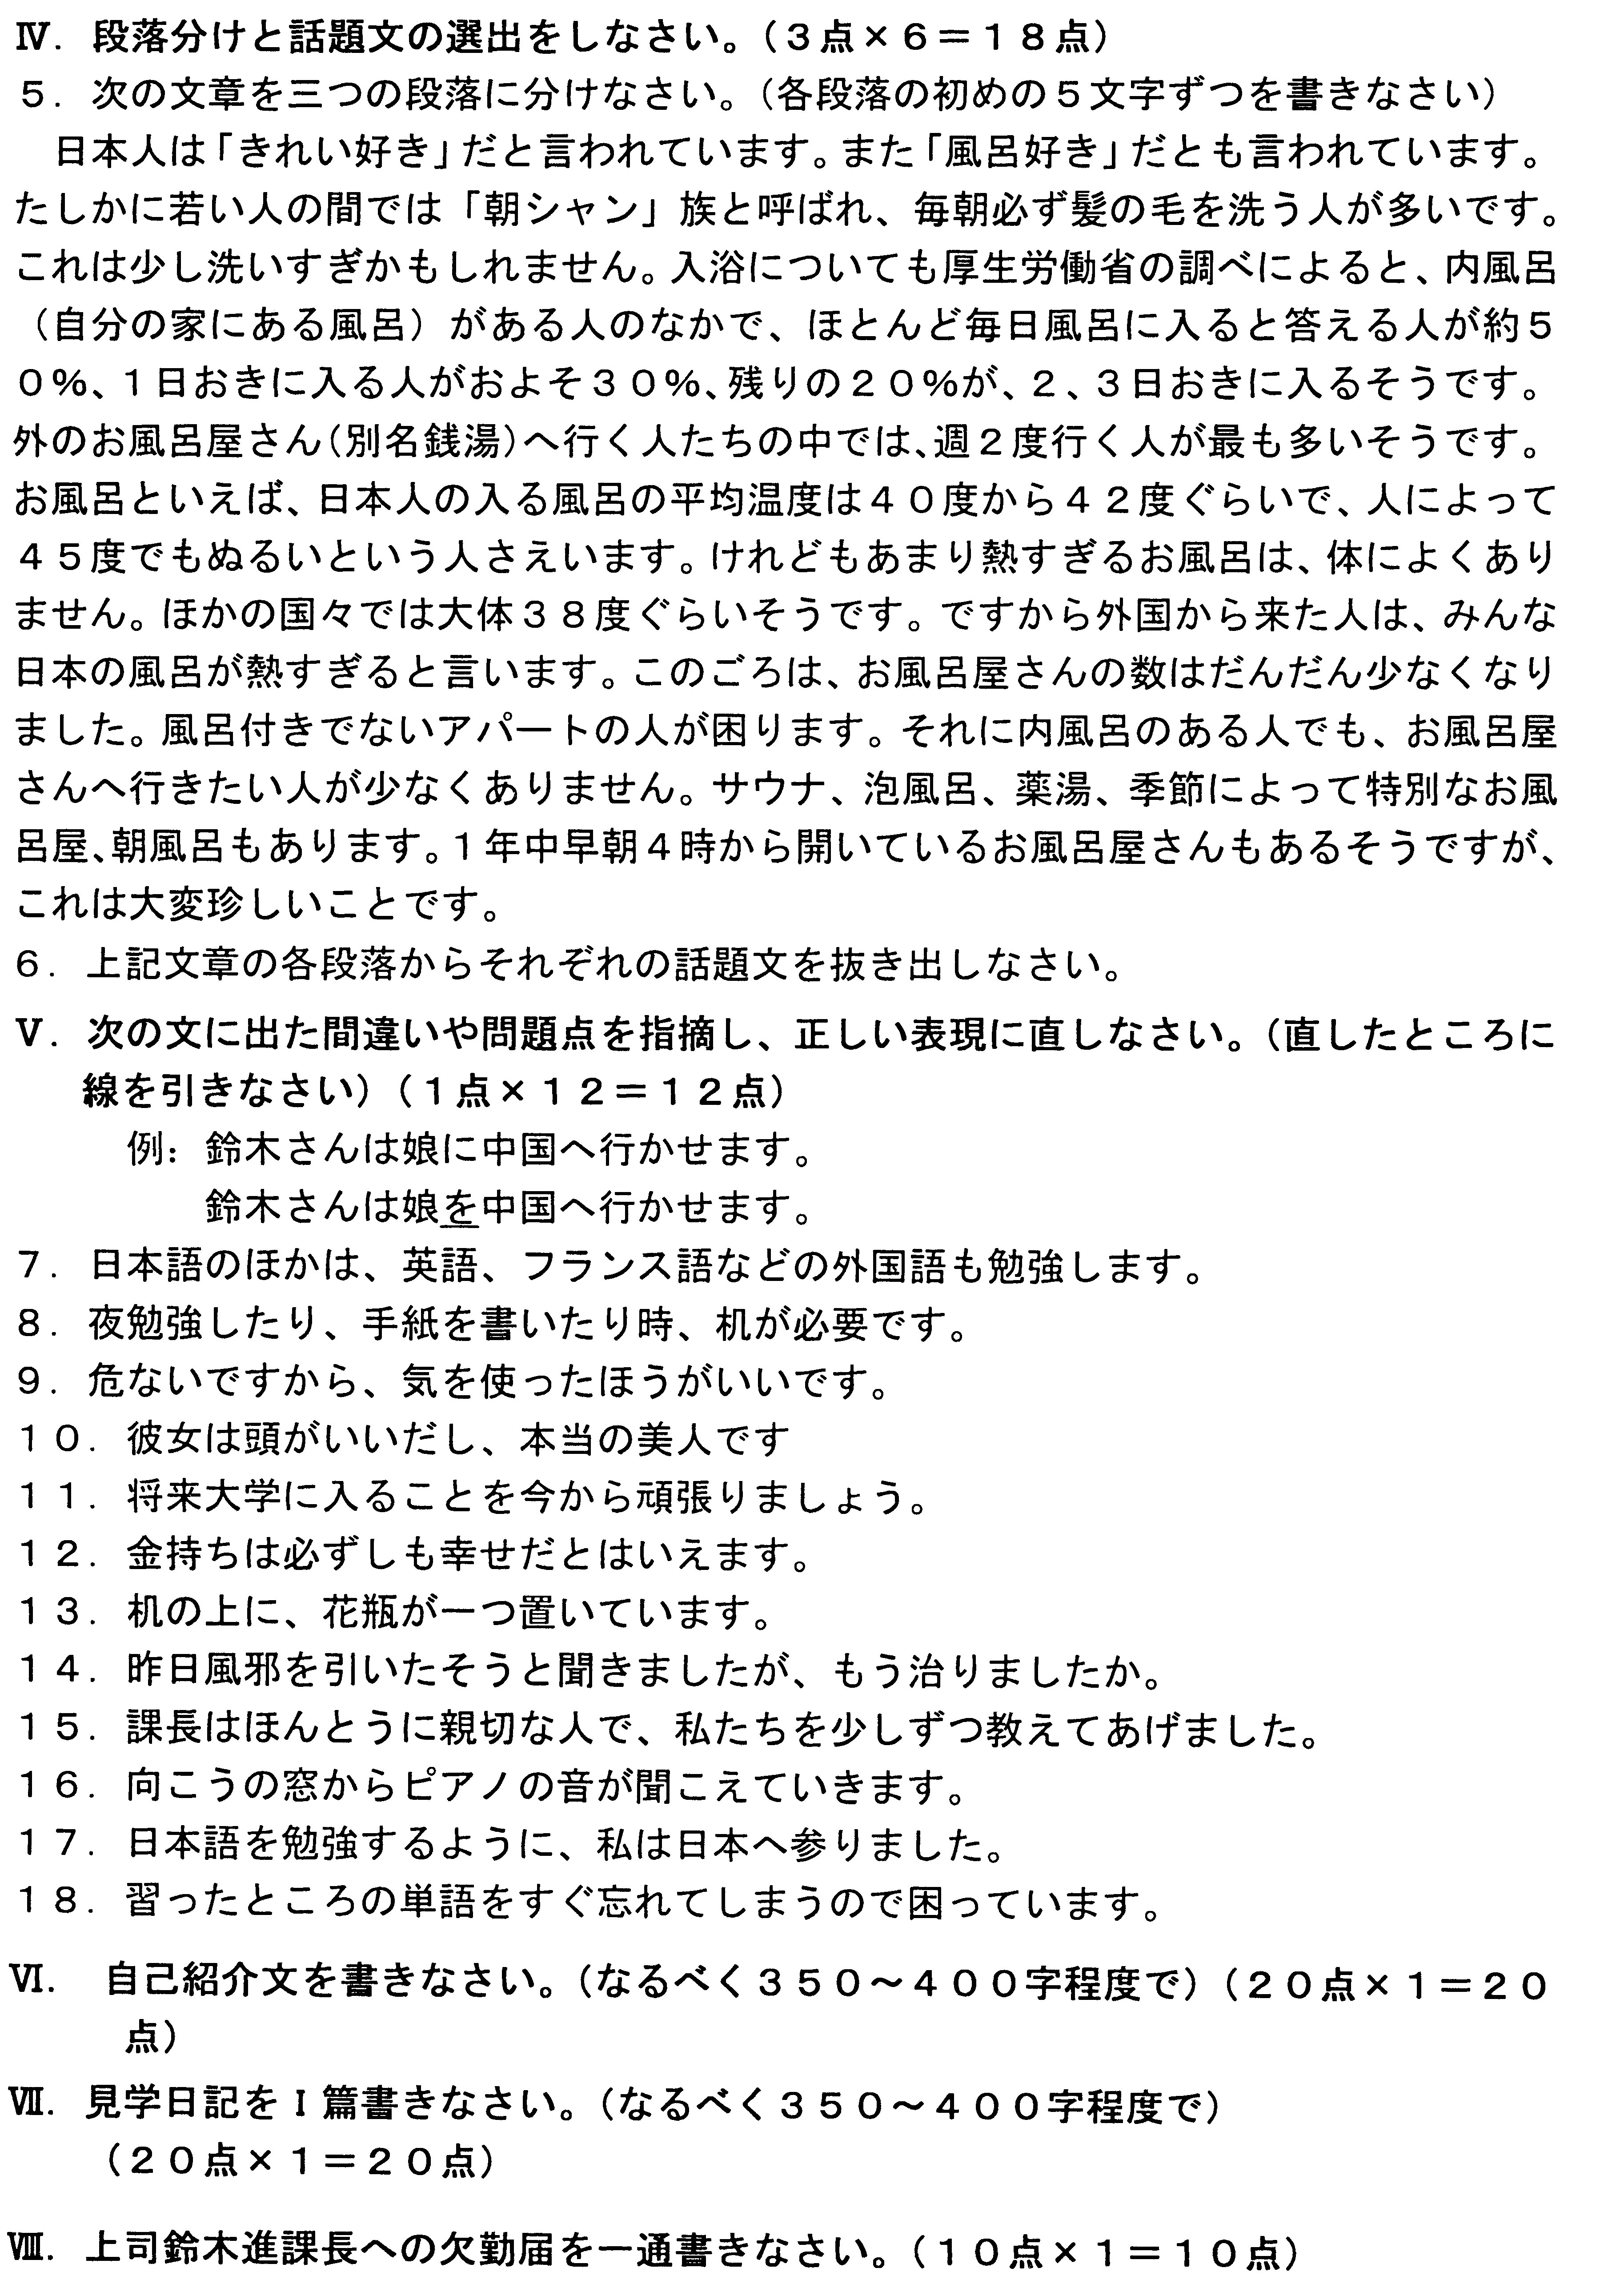 Ⅳ．段落分けと話題文の選出をしなさい。（３点×６＝１８点）
５．次の文章を三つの段落に分けなさい。（各段落の初めの５文字ずつを書きなさい）
　日本人は「きれい好き」だと言われています。また「風呂好き」だとも言われています。
たしかに若い人の間では「朝シャン」族と呼ばれ、毎朝必ず髪の毛を洗う人が多いです。
これは少し洗いすぎかもしれません。入浴についても厚生労働省の調べによると、内風呂
（自分の家にある風呂）がある人のなかで、ほとんど毎日風呂に入ると答える人が約５
０％、１日おきに入る人がおよそ３０％、残りの２０％が、２、３日おきに入るそうです。
外のお風呂屋さん（別名銭湯）へ行く人たちの中では、週２度行く人が最も多いそうです。
お風呂といえば、日本人の入る風呂の平均温度は４０度から４２度ぐらいで、人によって
４５度でもぬるいという人さえいます。けれどもあまり熱すぎるお風呂は、体によくあり
ません。ほかの国々では大体３８度ぐらいそうです。ですから外国から来た人は、みんな
日本の風呂が熱すぎると言います。このごろは、お風呂屋さんの数はだんだん少なくなり
ました。風呂付きでないアパートの人が困ります。それに内風呂のある人でも、お風呂屋
さんへ行きたい人が少なくありません。サウナ、泡風呂、薬湯、季節によって特別なお風
呂屋、朝風呂もあります。１年中早朝４時から開いているお風呂屋さんもあるそうですが、
これは大変珍しいことです。
６．上記文章の各段落からそれぞれの話題文を抜き出しなさい。
Ⅴ．次の文に出た間違いや問題点を指摘し、正しい表現に直しなさい。（直したところに
線を引きなさい）（１点×１２＝１２点）
例：鈴木さんは娘に中国へ行かせます。
鈴木さんは娘を中国へ行かせます。
７．日本語のほかは、英語、フランス語などの外国語も勉強します。
８．夜勉強したり、手紙を書いたり時、机が必要です。
９．危ないですから、気を使ったほうがいいです。
１０．彼女は頭がいいだし、本当の美人です
１１．将来大学に入ることを今から頑張りましょう。
１２．金持ちは必ずしも幸せだとはいえます。
１３．机の上に、花瓶が一つ置いています。
１４．昨日風邪を引いたそうと聞きましたが、もう治りましたか。
１５．課長はほんとうに親切な人で、私たちを少しずつ教えてあげました。
１６．向こうの窓からピアノの音が聞こえていきます。
１７．日本語を勉強するように、私は日本へ参りました。
１８．習ったところの単語をすぐ忘れてしまうので困っています。
Ⅵ．　自己紹介文を書きなさい。（なるべく３５０～４００字程度で）（２０点×１＝２０
点）
Ⅶ．見学日記をⅠ篇書きなさい。（なるべく３５０～４００字程度で）
（２０点×１＝２０点）
Ⅷ．上司鈴木進課長への欠勤届を一通書きなさい。（１０点×１＝１０点）